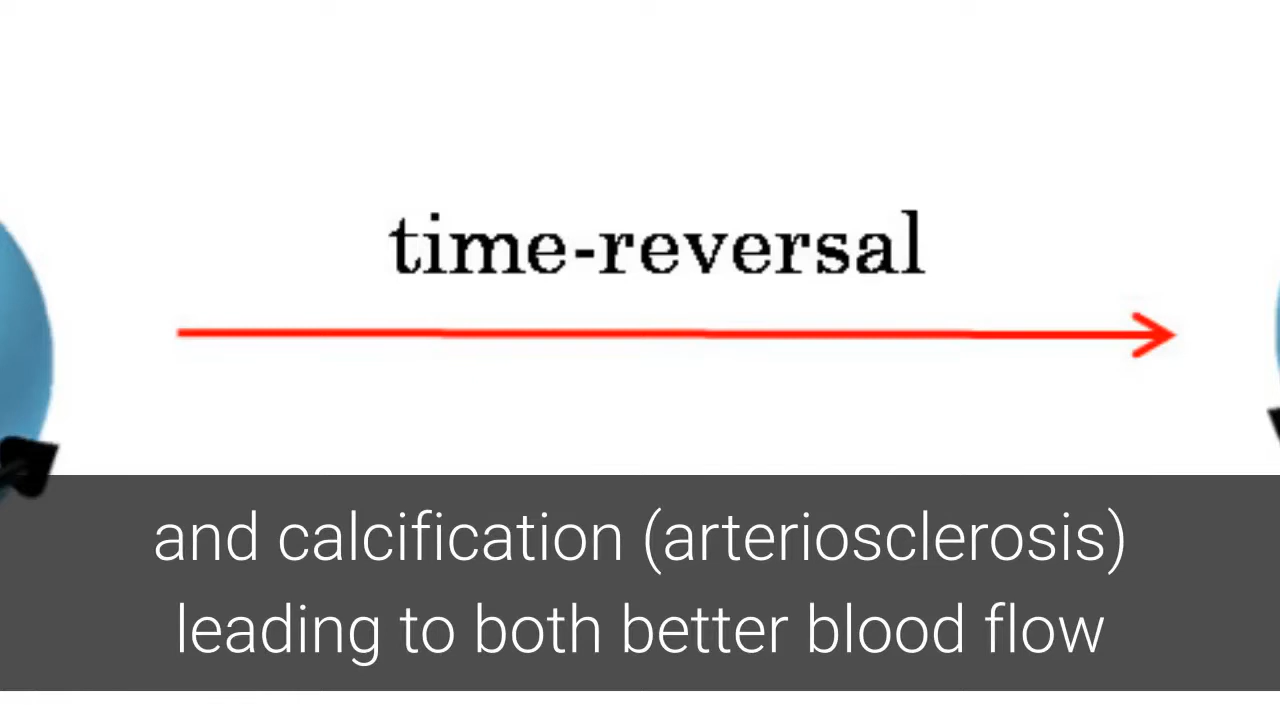 time-reversal
and calcification (arteriosclerosis)
leading to both better blood flow